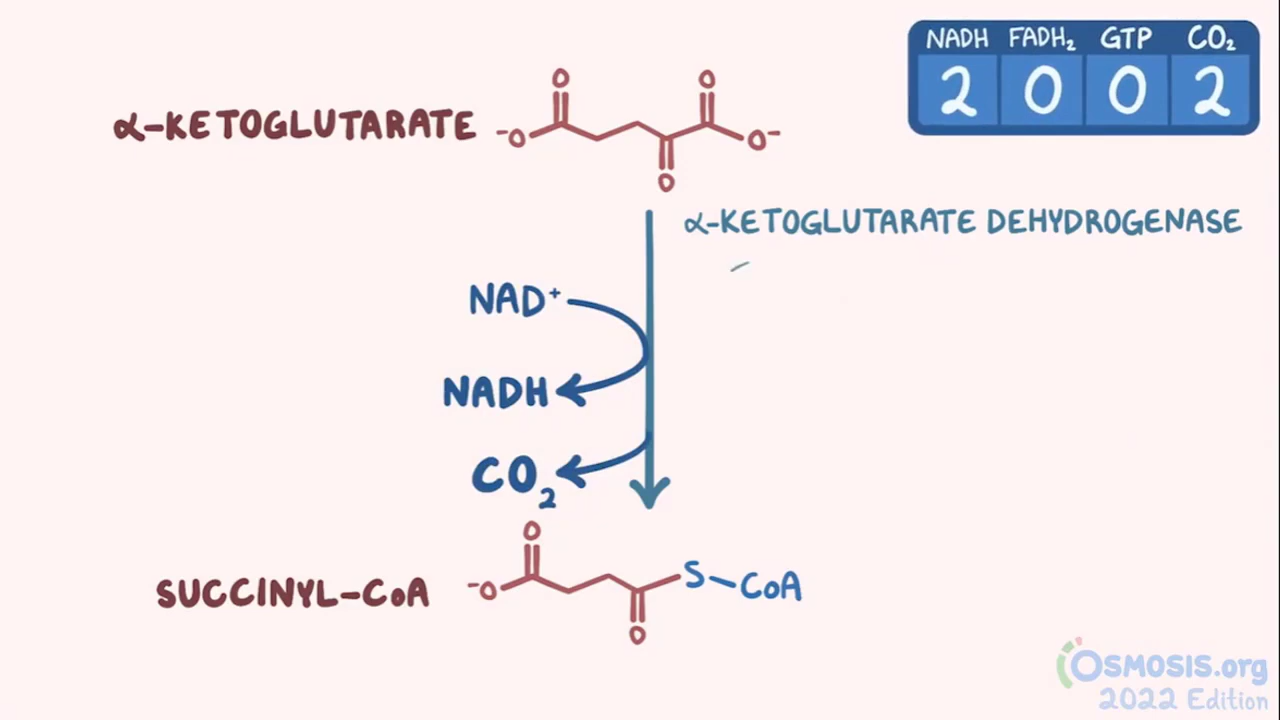 NADH FADH₂ GTP CO₂
2 0 0 2
α-KETOGLUTARATE
O
⁻O
O
O⁻
O
α-KETOGLUTARATE DEHYDROGENASE
NAD⁺
NADH
CO₂
O
SUCCINYL-CoA
⁻O
S-CoA
O
OSMOSIS.org
2022 Edition